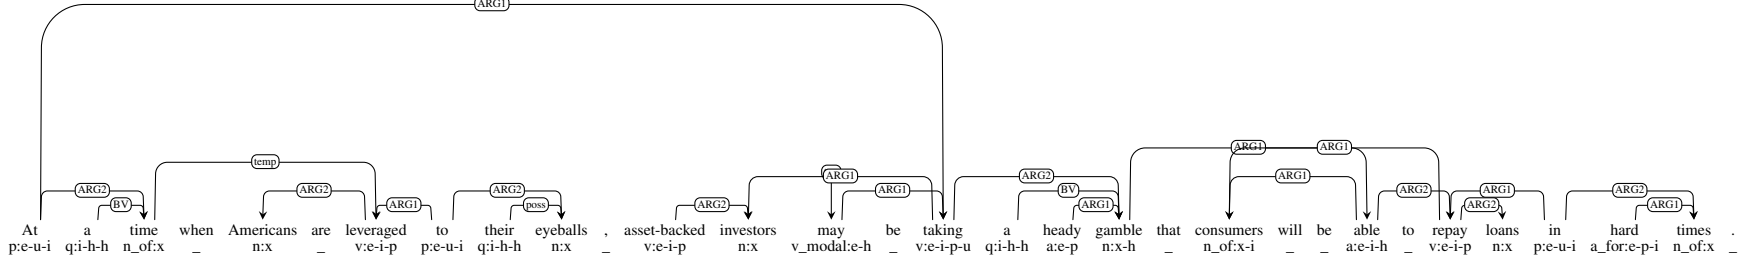 ARG1
temp ARG1 ARG1
ARG2 BV ARG2 ARG1 ARG2 poss ARG2 ARG1 ARG1 ARG2 BV ARG1 ARG1 ARG2 ARG1 ARG2 ARG2 ARG1
At a time when Americans are leveraged to their eyeballs , asset-backed investors may be taking a heady gamble that consumers will be able to repay loans in hard times .
p:e-u-i q:i-h-h n_of:x _ n:x _ v:e-i-p p:e-u-i q:i-h-h n:x _ v:e-i-p n:x v_modal:e-h _ v:e-i-p-u q:i-h-h a:e-p n:x-h _ n_of:x-i _ _ a:e-i-h _ v:e-i-p n:x p:e-u-i a_for:e-p-i n_of:x _